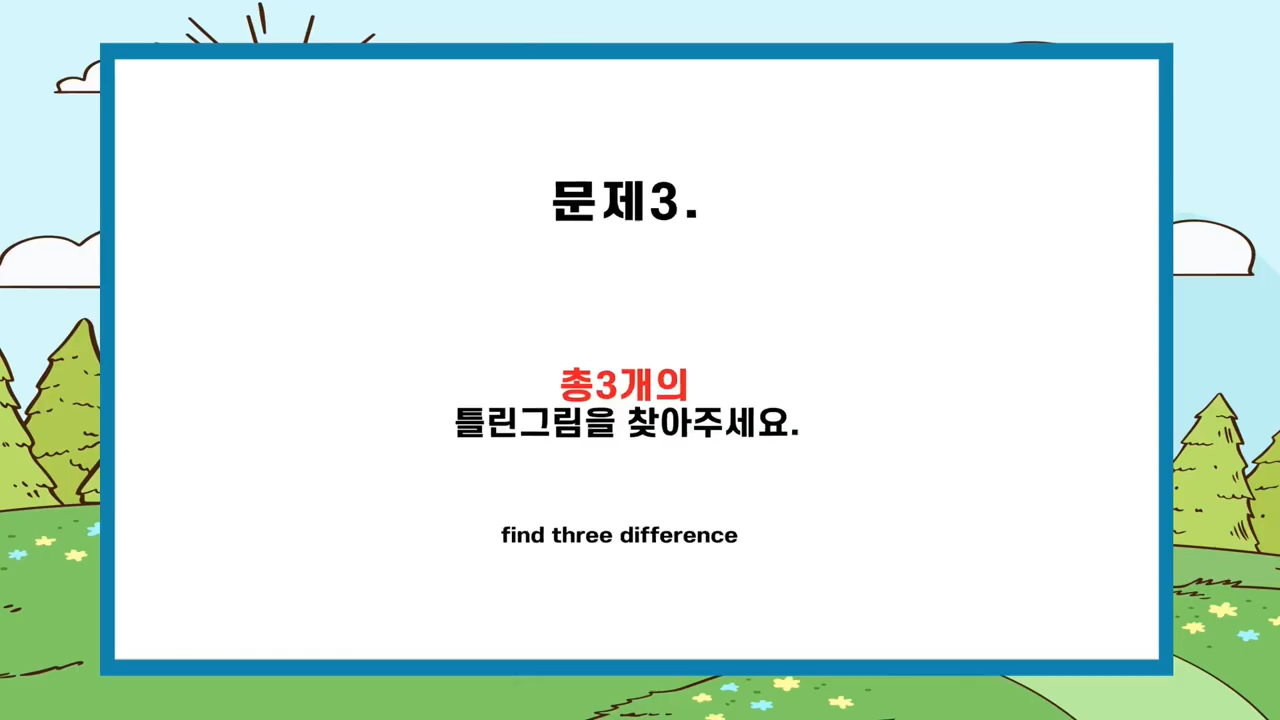 문제3.
총3개의
틀린그림을 찾아주세요.
find three difference